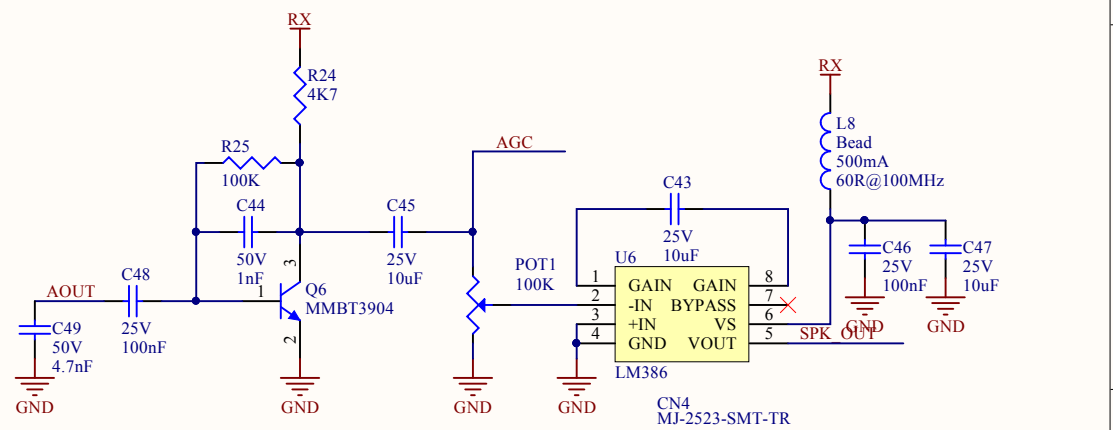 RX
R24
4K7
R25
100K
C44
50V
1nF
C45
25V
10uF
AGC
AOUT
C48
25V
100nF
C49
50V
4.7nF
GND
3
1
2
Q6
MMBT3904
GND
POT1
100K
GND
C43
25V
10uF
U6
1
2
3
4
GAIN
-IN
+IN
GND
GAIN
BYPASS
VS
VOUT
8
7
6
5
LM386
GND
SPK_OUT
RX
L8
Bead
500mA
60R@100MHz
C46
25V
100nF
GND
C47
25V
10uF
GND
CN4
MJ-2523-SMT-TR